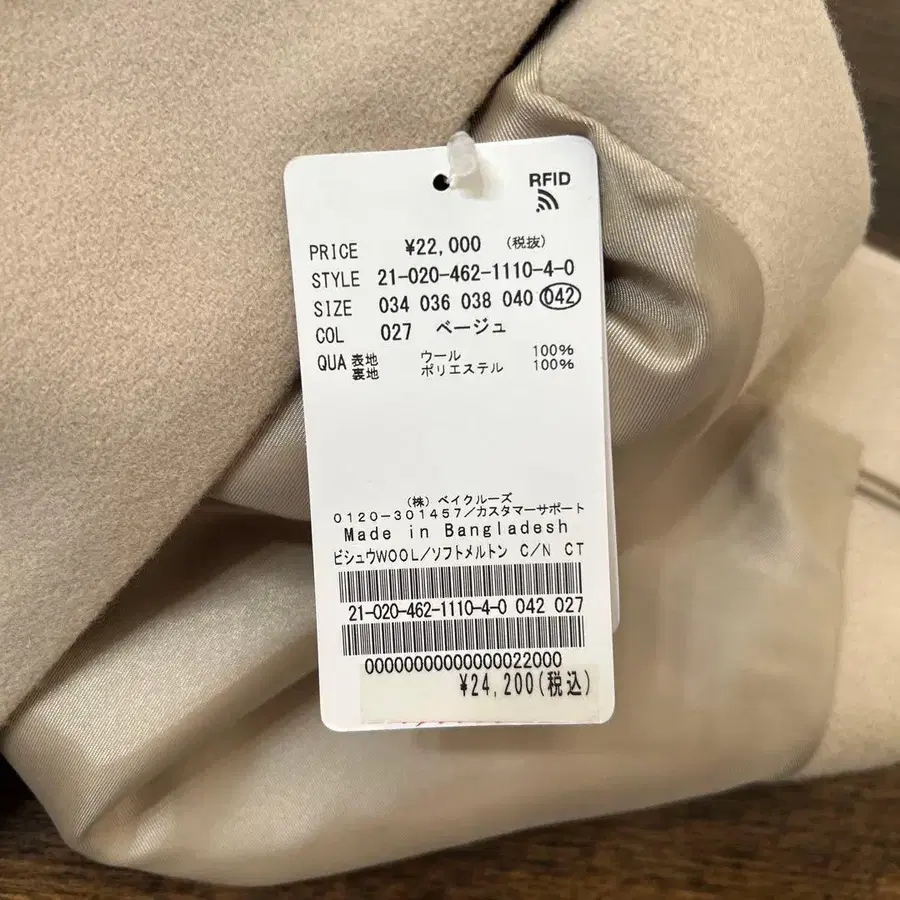 RFID
PRICE ¥22,000 (税抜)
STYLE 21-020-462-1110-4-0
SIZE 034 036 038 040 042
COL 027 ベージュ
QUA 表地 ウール 100%
裏地 ポリエステル 100%
(株) ベイクルーズ
0120-301457/カスタマーサポート
Made in Bangladesh
ビシュウWOOL/ソフトメルトン C/N CT
21-020-462-1110-4-0 042 027
00000000000000022000
¥24,200(税込)